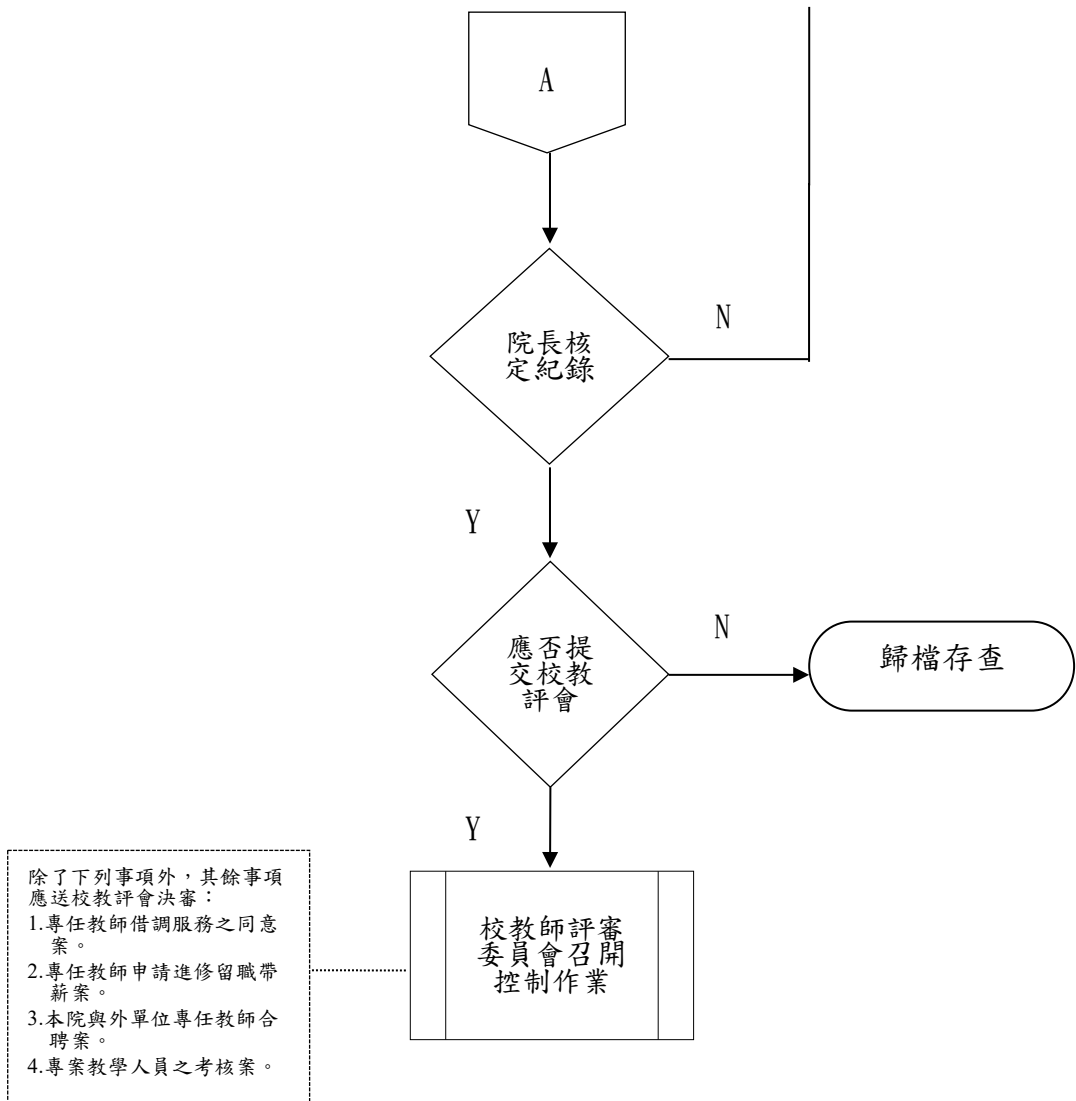 A
院長核
定紀錄
N
Y
應否提
交校教
評會
N
歸檔存查
Y
除了下列事項外，其餘事項
應送校教評會決審：
1.專任教師借調服務之同意
案。
2.專任教師申請進修留職帶
薪案。
3.本院與外單位專任教師合
聘案。
4.專案教學人員之考核案。
校教師評審
委員會召開
控制作業